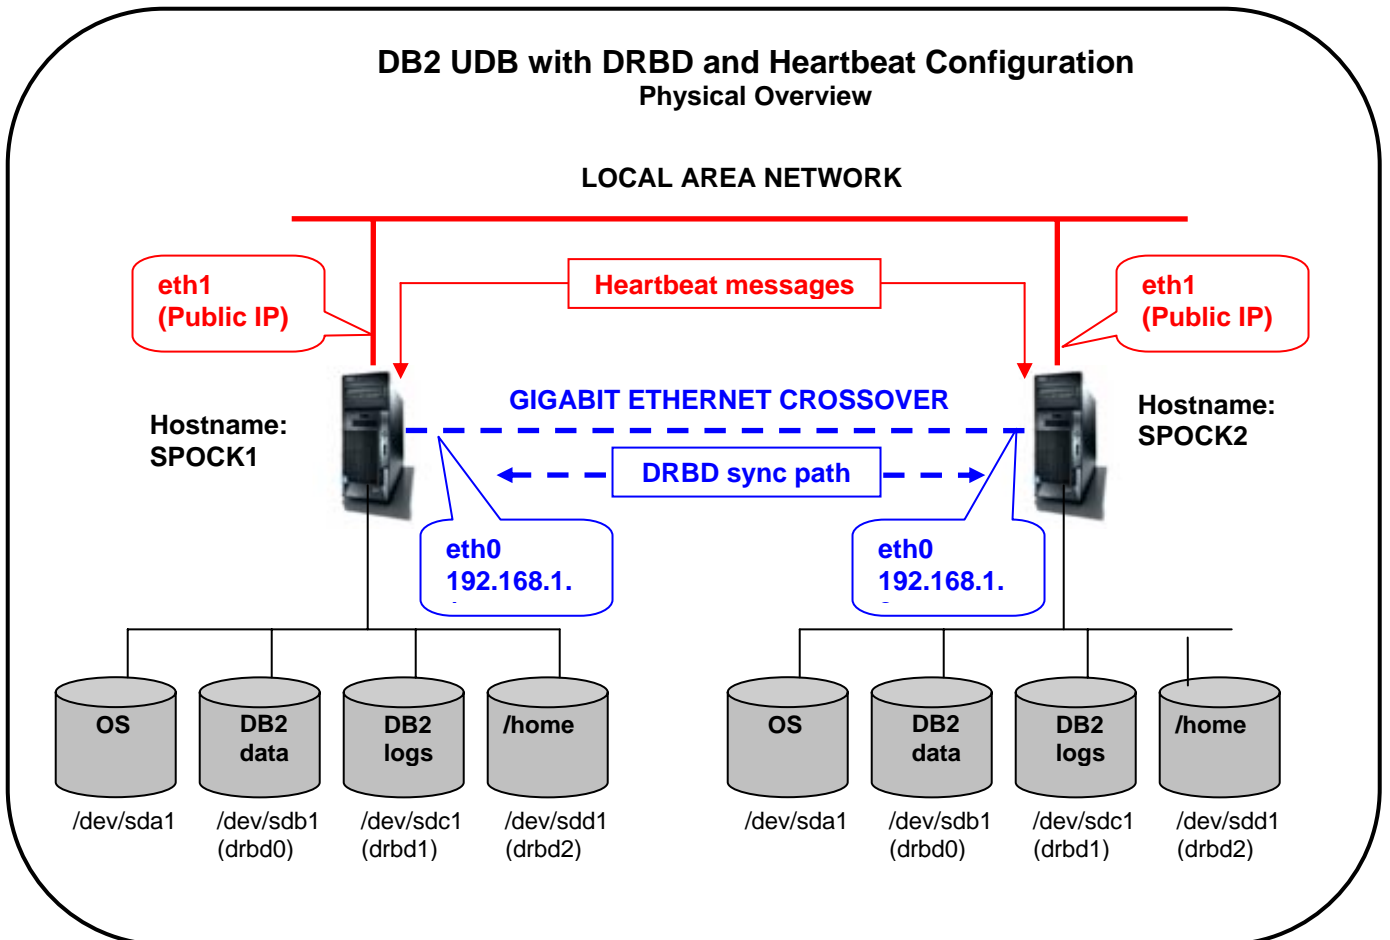 DB2 UDB with DRBD and Heartbeat Configuration
Physical Overview
LOCAL AREA NETWORK
eth1
(Public IP)
Heartbeat messages
eth1
(Public IP)
GIGABIT ETHERNET CROSSOVER
Hostname:
SPOCK1
Hostname:
SPOCK2
DRBD sync path
eth0
192.168.1.
eth0
192.168.1.
OS
DB2
data
DB2
logs
/home
OS
DB2
data
DB2
logs
/home
/dev/sda1
/dev/sdb1
(drbd0)
/dev/sdc1
(drbd1)
/dev/sdd1
(drbd2)
/dev/sda1
/dev/sdb1
(drbd0)
/dev/sdc1
(drbd1)
/dev/sdd1
(drbd2)